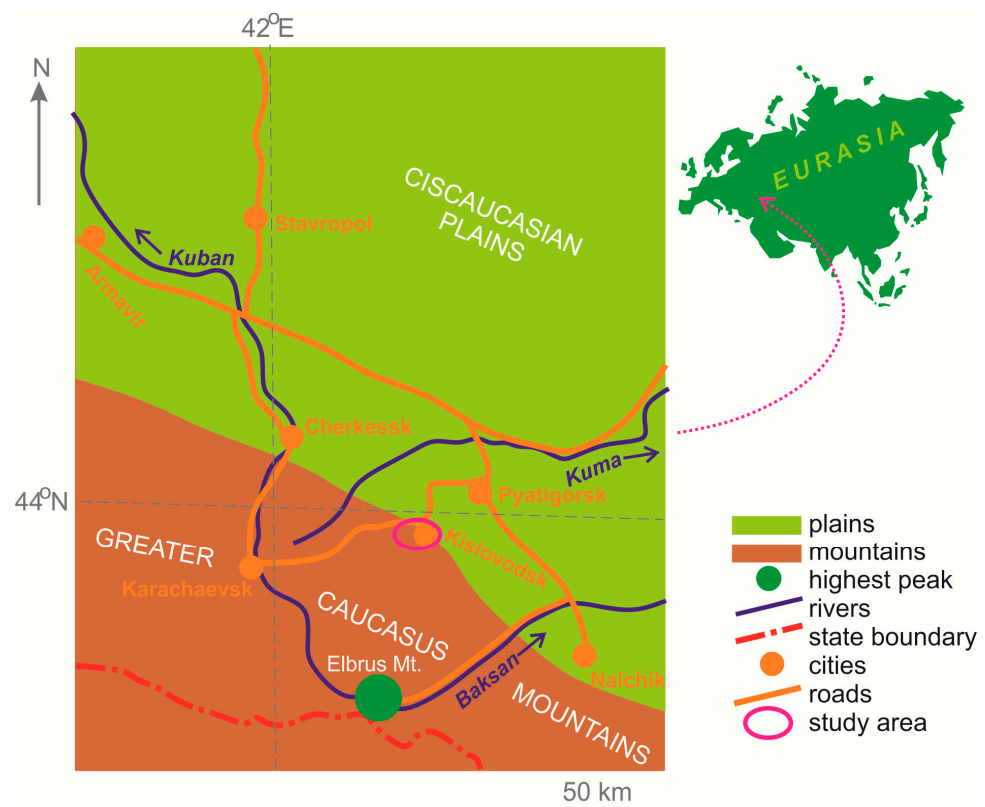 42°E
N
EURASIA
CISCAUCASIAN
PLAINS
Stavropol
Kuban
Armavir
Cherkessk
Kuma
44°N
Pyatigorsk
Kislovodsk
GREATER
Karachaevsk
CAUCASUS
Elbrus Mt.
Baksan
Nalchik
MOUNTAINS
plains
mountains
highest peak
rivers
state boundary
cities
roads
study area
50 km